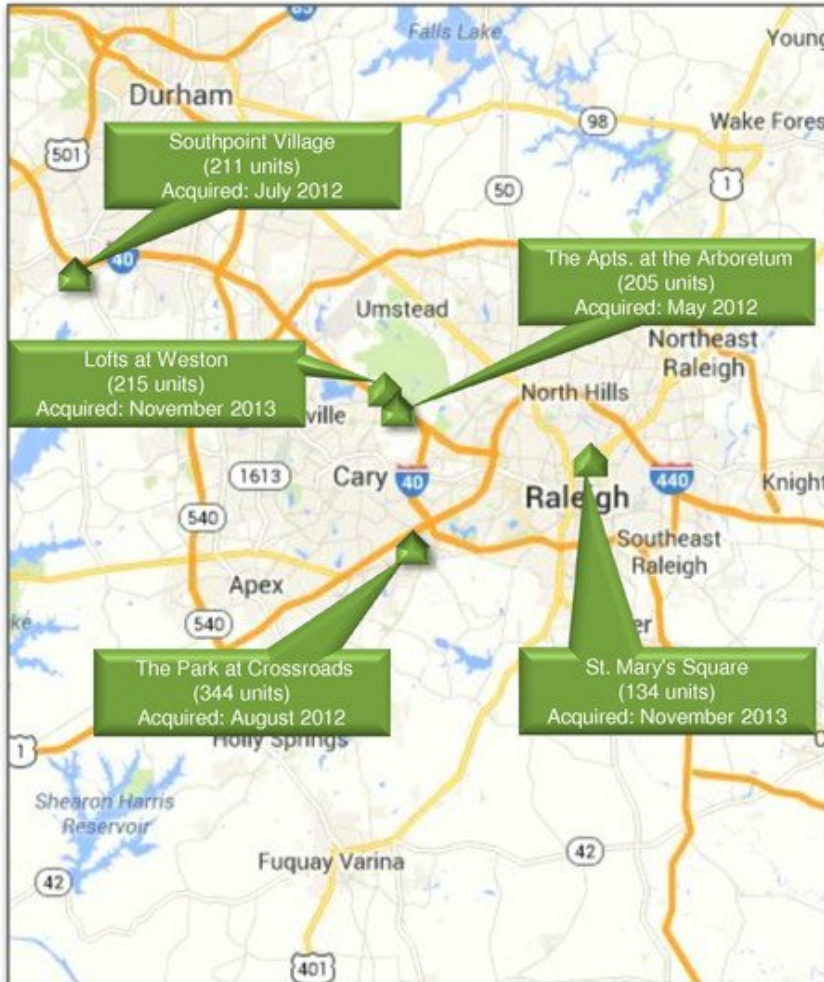 85
Falls Lake
Young
Durham
98
Wake Fores
501
Southpoint Village
(211 units)
Acquired: July 2012
50
1
40
The Apts. at the Arboretum
(205 units)
Acquired: May 2012
Umstead
Northeast
Raleigh
Lofts at Weston
(215 units)
Acquired: November 2013
ville
North Hills
1613
Cary
40
440
Knight
Raleigh
540
Southeast
Raleigh
Apex
540
er
ke
The Park at Crossroads
(344 units)
Acquired: August 2012
St. Mary's Square
(134 units)
Acquired: November 2013
1
Holly Springs
C
Shearon Harris
Reservoir
Fuquay Varina
42
42
401